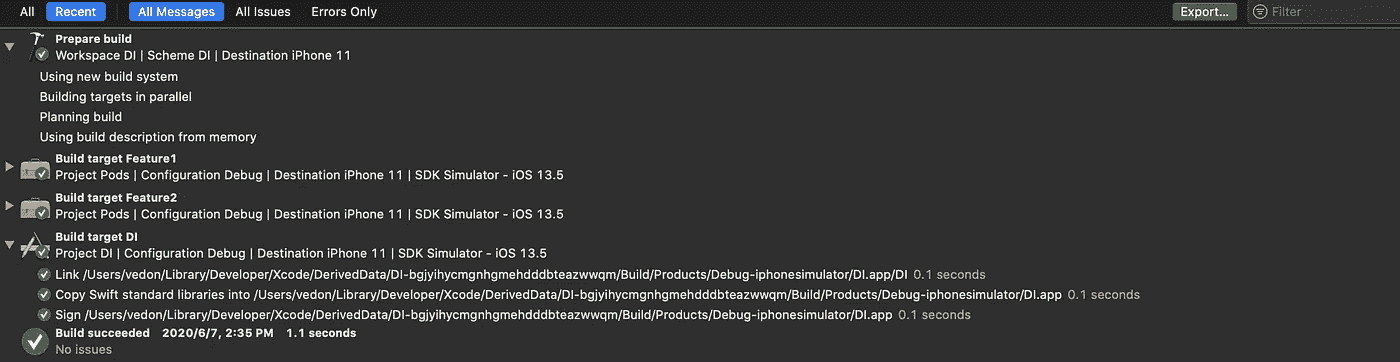 All Recent All Messages All Issues Errors Only Export... Filter
Prepare build
Workspace DI | Scheme DI | Destination iPhone 11
Using new build system
Building targets in parallel
Planning build
Using build description from memory
Build target Feature1
Project Pods | Configuration Debug | Destination iPhone 11 | SDK Simulator - iOS 13.5
Build target Feature2
Project Pods | Configuration Debug | Destination iPhone 11 | SDK Simulator - iOS 13.5
Build target DI
Project DI | Configuration Debug | Destination iPhone 11 | SDK Simulator - iOS 13.5
Link /Users/vedon/Library/Developer/Xcode/DerivedData/DI-bgjyihycmgnhgmehdddbteazwwqm/Build/Products/Debug-iphonesimulator/DI.app/DI 0.1 seconds
Copy Swift standard libraries into /Users/vedon/Library/Developer/Xcode/DerivedData/DI-bgjyihycmgnhgmehdddbteazwwqm/Build/Products/Debug-iphonesimulator/DI.app 0.1 seconds
Sign /Users/vedon/Library/Developer/Xcode/DerivedData/DI-bgjyihycmgnhgmehdddbteazwwqm/Build/Products/Debug-iphonesimulator/DI.app 0.1 seconds
Build succeeded 2020/6/7, 2:35 PM 1.1 seconds
No issues